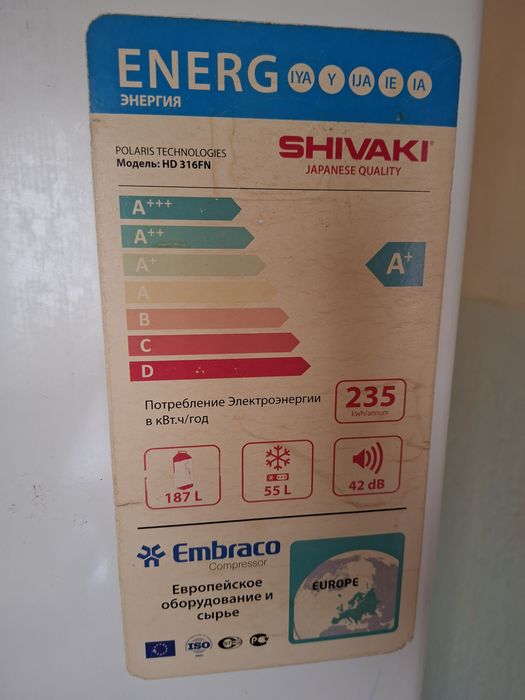 ENERG IYA Y IJA IE IA
ЭНЕРГИЯ
POLARIS TECHNOLOGIES
Модель: HD 316FN
SHIVAKI
JAPANESE QUALITY
A+++
A++
A+
A+
A
B
C
D
Потребление Электроэнергии
в кВт.ч/год
235
kWh/annum
187 L
55 L
42 dB
Embraco
Compressor
Европейское
оборудование и
сырье
EUROPE
ISO